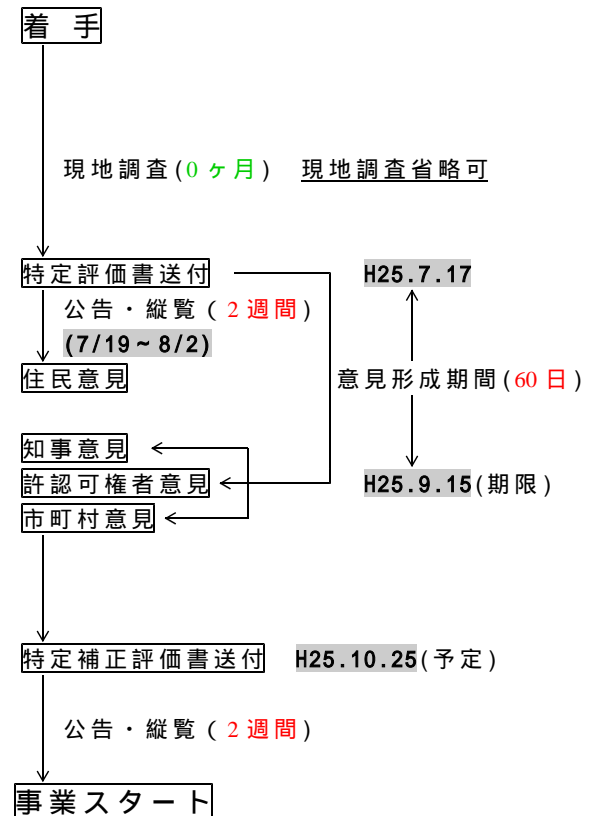 着　手
現地調査(0ヶ月)　現地調査省略可
特定評価書送付　H25.7.17
公告・縦覧（2週間）
(7/19～8/2)
住民意見　意見形成期間(60日)
知事意見
許認可権者意見　H25.9.15(期限)
市町村意見
特定補正評価書送付　H25.10.25(予定)
公告・縦覧（2週間）
事業スタート